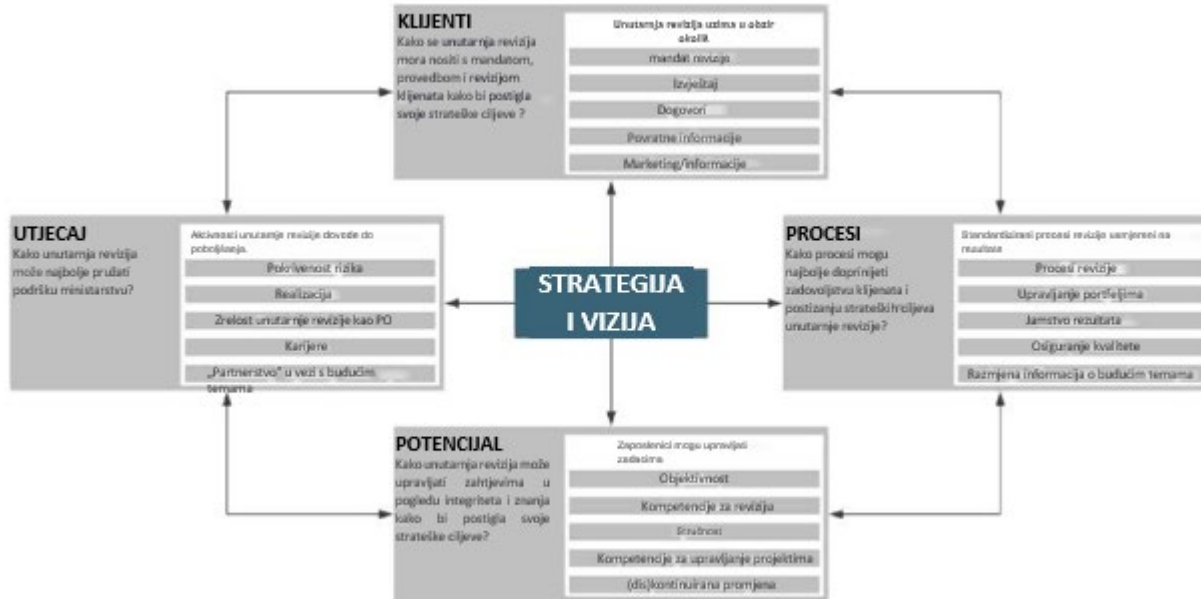 KLIJENTI
Kako se unutarnja revizija
mora nositi s mandatom,
provedbom i revizijom
klijenata kako bi postigla
svoje strateške ciljeve ?
Unutarnja revizija uzima u obzir
okoliš
mandat revizije
Izvještaj
Dogovori
Povratne informacije
Marketing/informacije
UTJECAJ
Kako unutarnja revizija
može najbolje pružati
podršku ministarstvu?
Aktivnosti unutarnje revizije dovode do
poboljšanja.
Pokrivenost rizika
Realizacija
Zrelost unutarnje revizije kao PO
Karijere
„Partnerstvo" u vezi s budućim
temama
STRATEGIJA
I VIZIJA
PROCESI
Kako procesi mogu
najbolje doprinijeti
zadovoljstvu klijenata i
postizanju strateških ciljeva
unutarnje revizije?
Standardizirani procesi revizije usmjereni na
rezultate
Procesi revizije
Upravljanje portfeljima
Jamstvo rezultata
Osiguranje kvalitete
Razmjena informacija o budućim temama
POTENCIJAL
Kako unutarnja revizija može
upravljati zahtjevima u
pogledu integriteta i znanja
kako bi postigla svoje
strateške ciljeve?
Zaposlenici mogu upravljati
zadacima
Objektivnost
Kompetencije za revizija
Stručnost
Kompetencije za upravljanje projektima
(dis)kontinuirana promjena